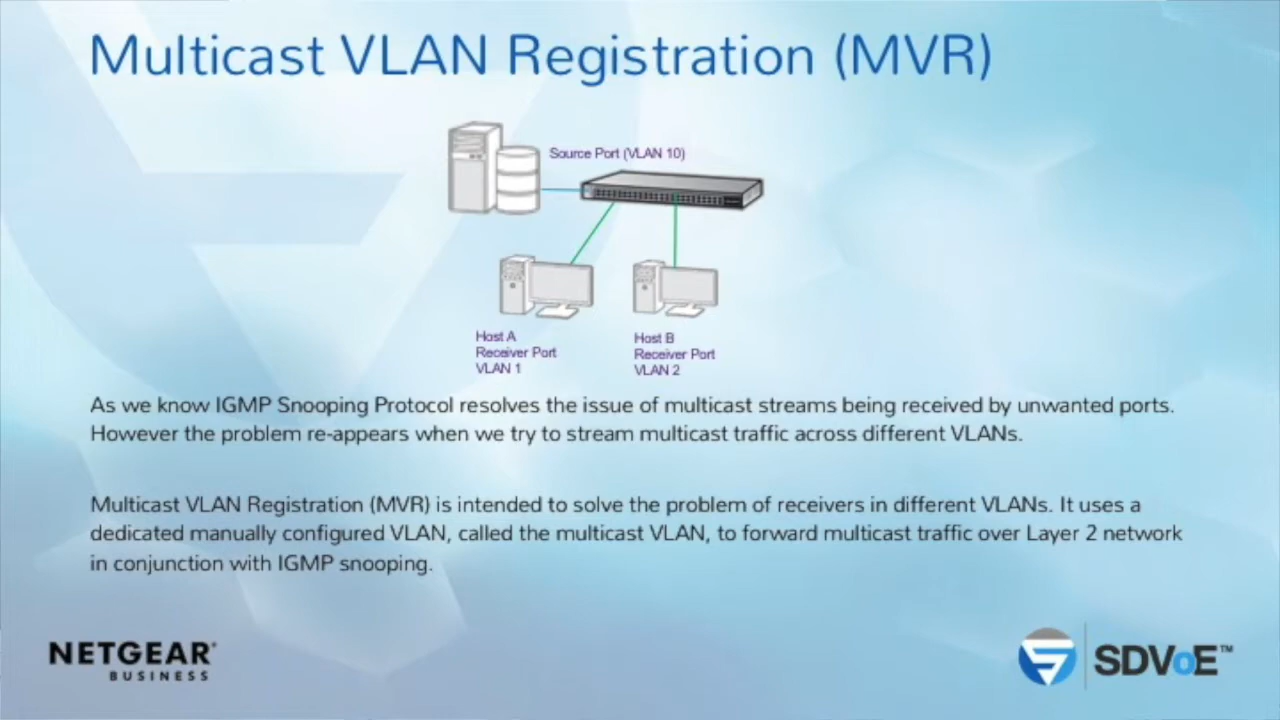 Multicast VLAN Registration (MVR)
Source Port (VLAN 10)
Host A
Receiver Port
VLAN 1
Host B
Receiver Port
VLAN 2
As we know IGMP Snooping Protocol resolves the issue of multicast streams being received by unwanted ports.
However the problem re-appears when we try to stream multicast traffic across different VLANs.
Multicast VLAN Registration (MVR) is intended to solve the problem of receivers in different VLANs. It uses a
dedicated manually configured VLAN, called the multicast VLAN, to forward multicast traffic over Layer 2 network
in conjunction with IGMP snooping.
NETGEAR®
BUSINESS
SDVoE™